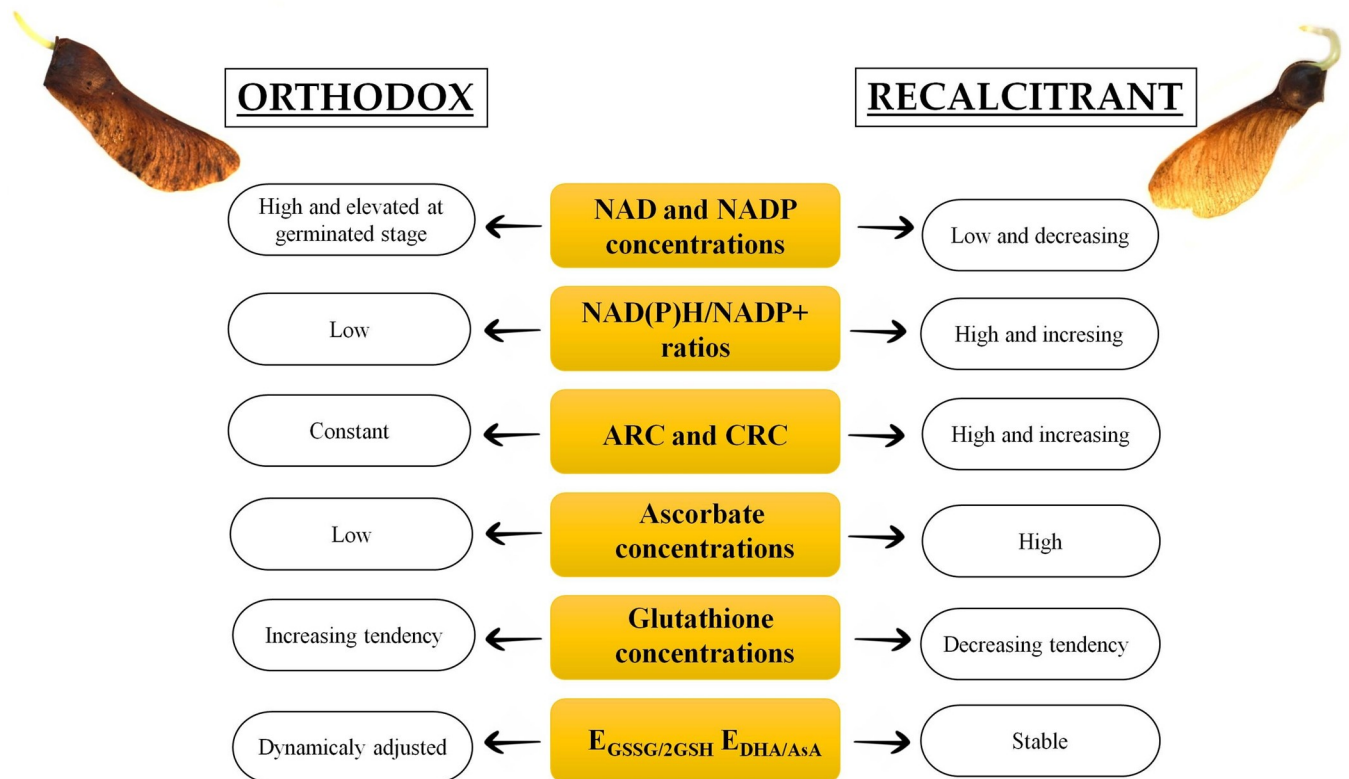 ORTHODOX
RECALCITRANT
High and elevated at
germinated stage
NAD and NADP
concentrations
Low and decreasing
Low
NAD(P)H/NADP+
ratios
High and incresing
Constant
ARC and CRC
High and increasing
Low
Ascorbate
concentrations
High
Increasing tendency
Glutathione
concentrations
Decreasing tendency
Dynamicaly adjusted
E GSSG/2GSH E DHA/AsA
Stable